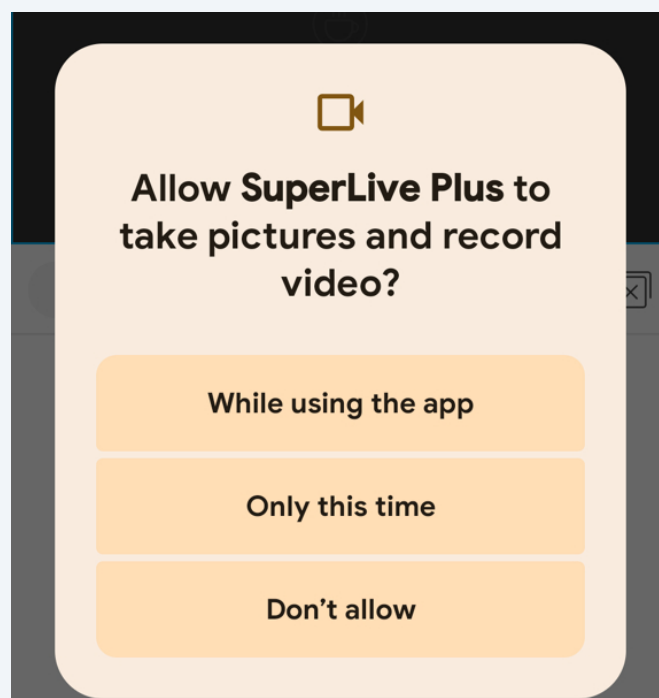 Allow SuperLive Plus to
take pictures and record
video?
While using the app
Only this time
Don’t allow